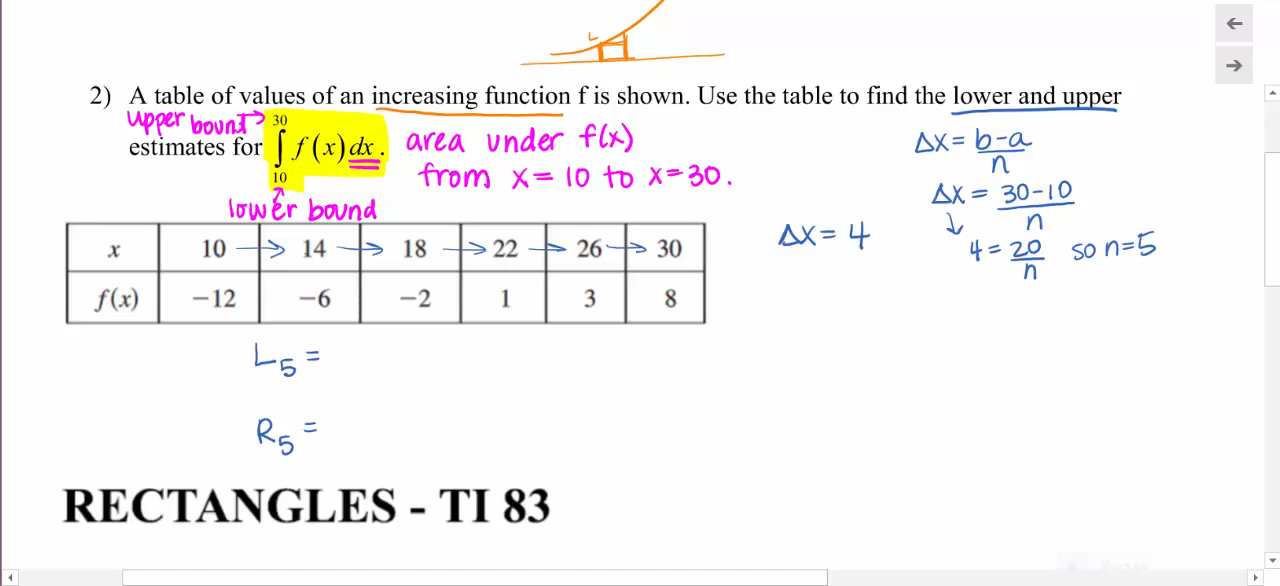 L
2) A table of values of an increasing function f is shown. Use the table to find the lower and upper
upper bound → 30
estimates for ∫ f(x) dx.
10
area under f(x)
from x = 10 to x = 30.
lower bound
Δx = b-a / n
Δx = 30-10 / n
Δx = 4
4 = 20 / n so n = 5
x 10 → 14 → 18 → 22 → 26 → 30
f(x) −12 −6 −2 1 3 8
L₅ =
R₅ =
RECTANGLES - TI 83